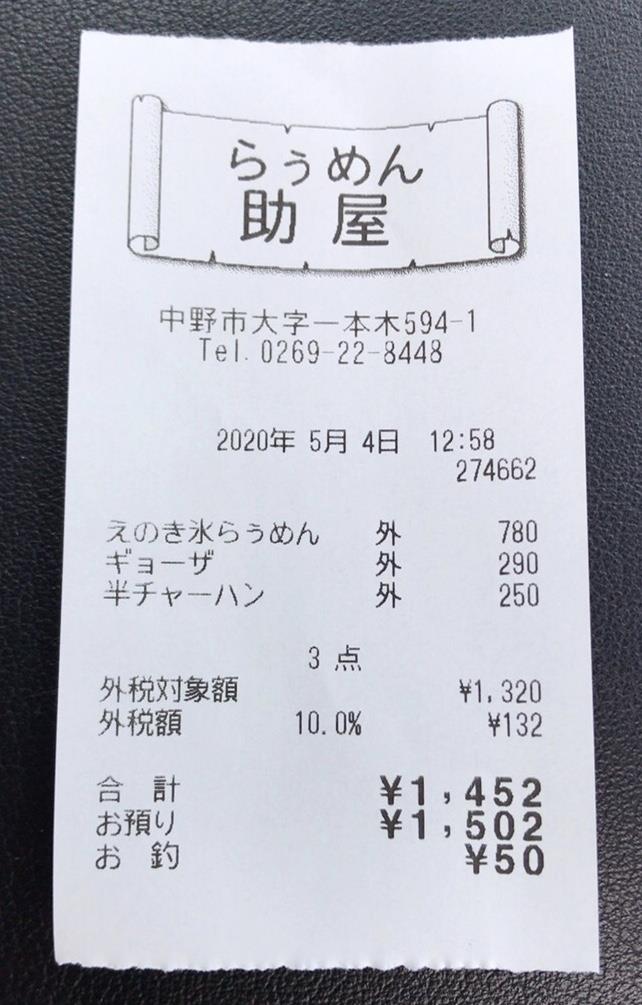 らぅめん
助屋
中野市大字一本木594-1
Tel. 0269-22-8448
2020年 5月 4日 12:58
274662
えのき氷らぅめん 外 780
ギョーザ 外 290
半チャーハン 外 250
3 点
外税対象額 ¥1,320
外税額 10.0% ¥132
合 計 ¥1,452
お預り ¥1,502
お 釣 ¥50